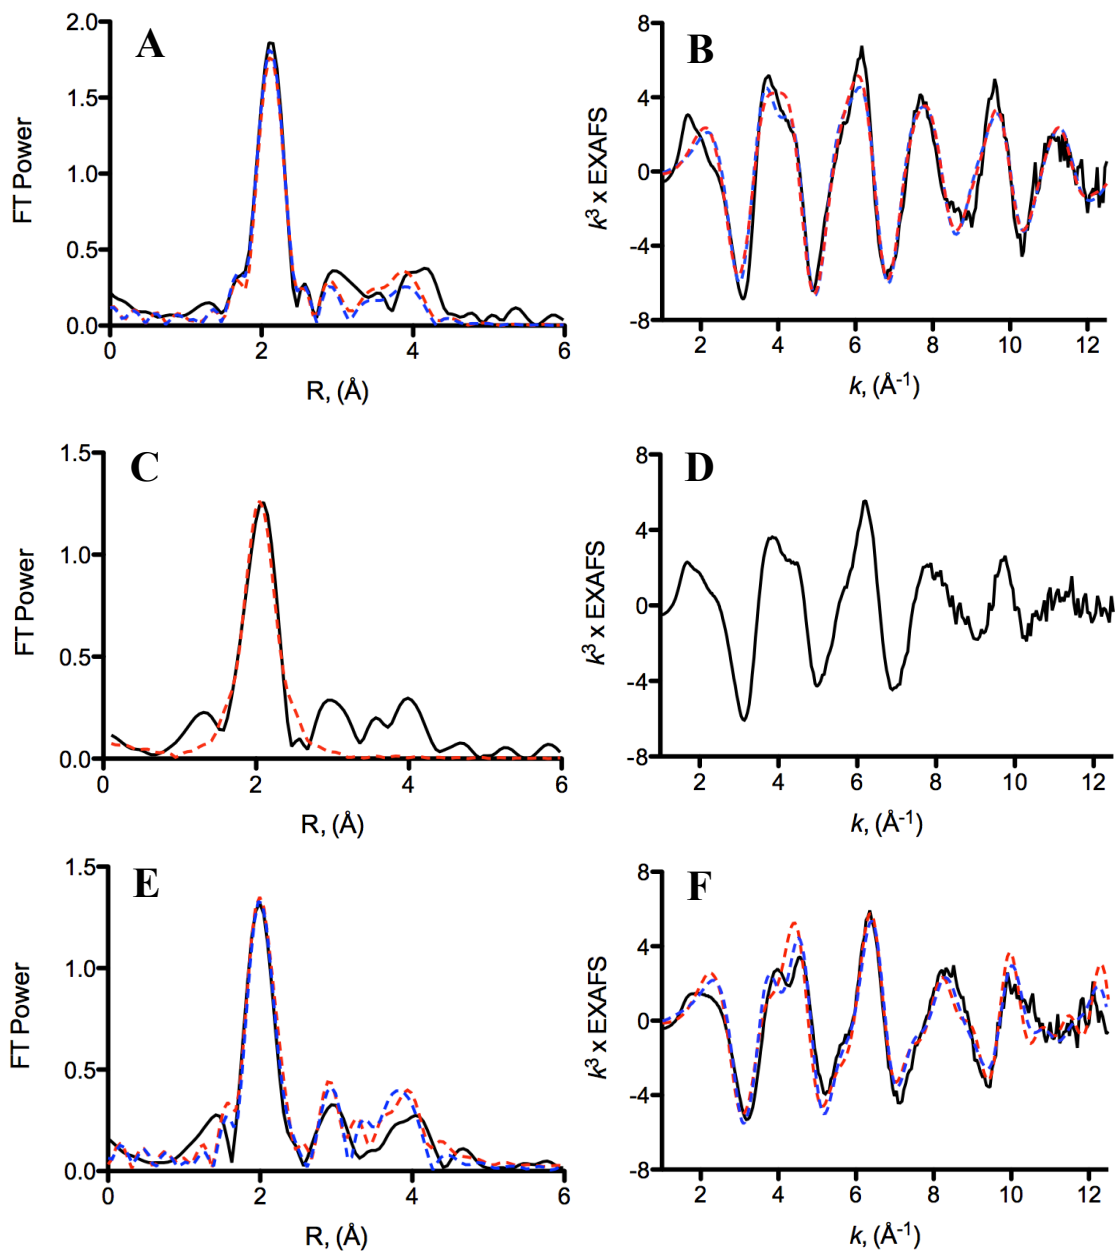 A
2.0
1.5
1.0
0.5
0.0
FT Power
0 2 4 6
R, (Å)
B
8
4
0
-4
-8
k³ x EXAFS
2 4 6 8 10 12
k, (Å⁻¹)
C
1.5
1.0
0.5
0.0
FT Power
0 2 4 6
R, (Å)
D
8
4
0
-4
-8
k³ x EXAFS
2 4 6 8 10 12
k, (Å⁻¹)
E
1.5
1.0
0.5
0.0
FT Power
0 2 4 6
R, (Å)
F
8
4
0
-4
-8
k³ x EXAFS
2 4 6 8 10 12
k, (Å⁻¹)